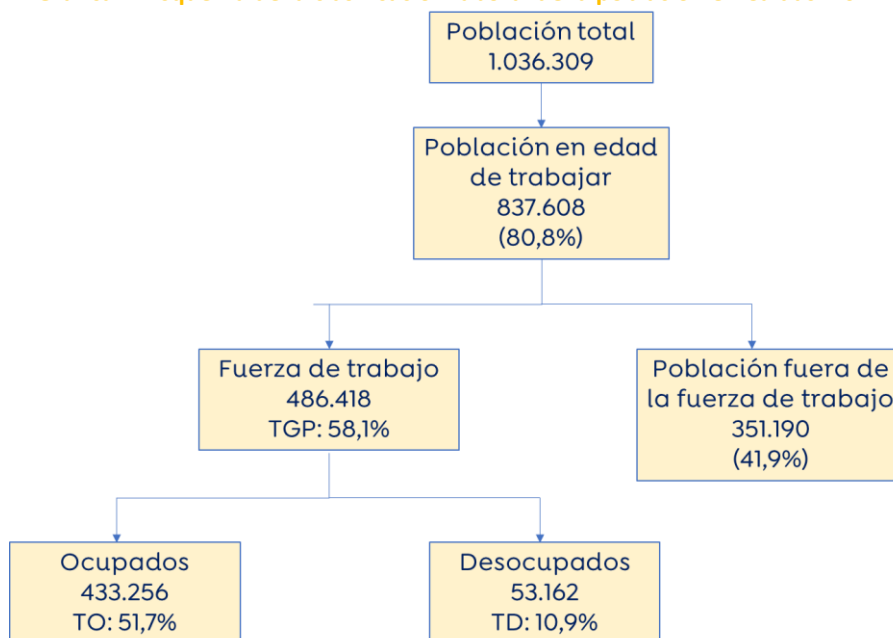 Población total
1.036.309
Población en edad
de trabajar
837.608
(80,8%)
Fuerza de trabajo
486.418
TGP: 58,1%
Población fuera de
la fuerza de trabajo
351.190
(41,9%)
Ocupados
433.256
TO: 51,7%
Desocupados
53.162
TD: 10,9%